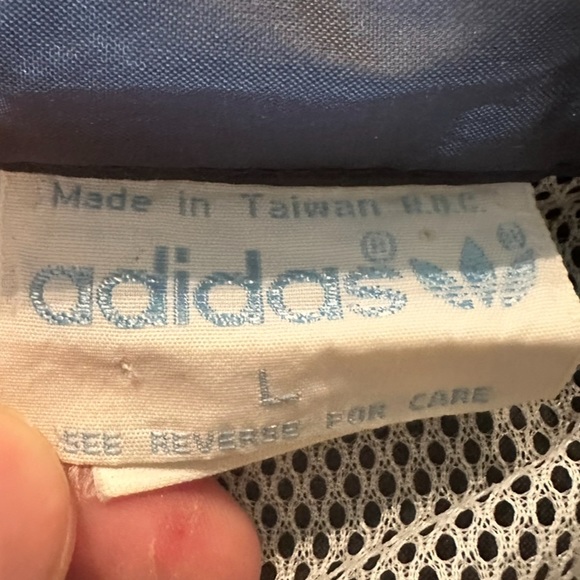 Made in Taiwan R.O.C.
adidas®
®
L
SEE REVERSE FOR CARE